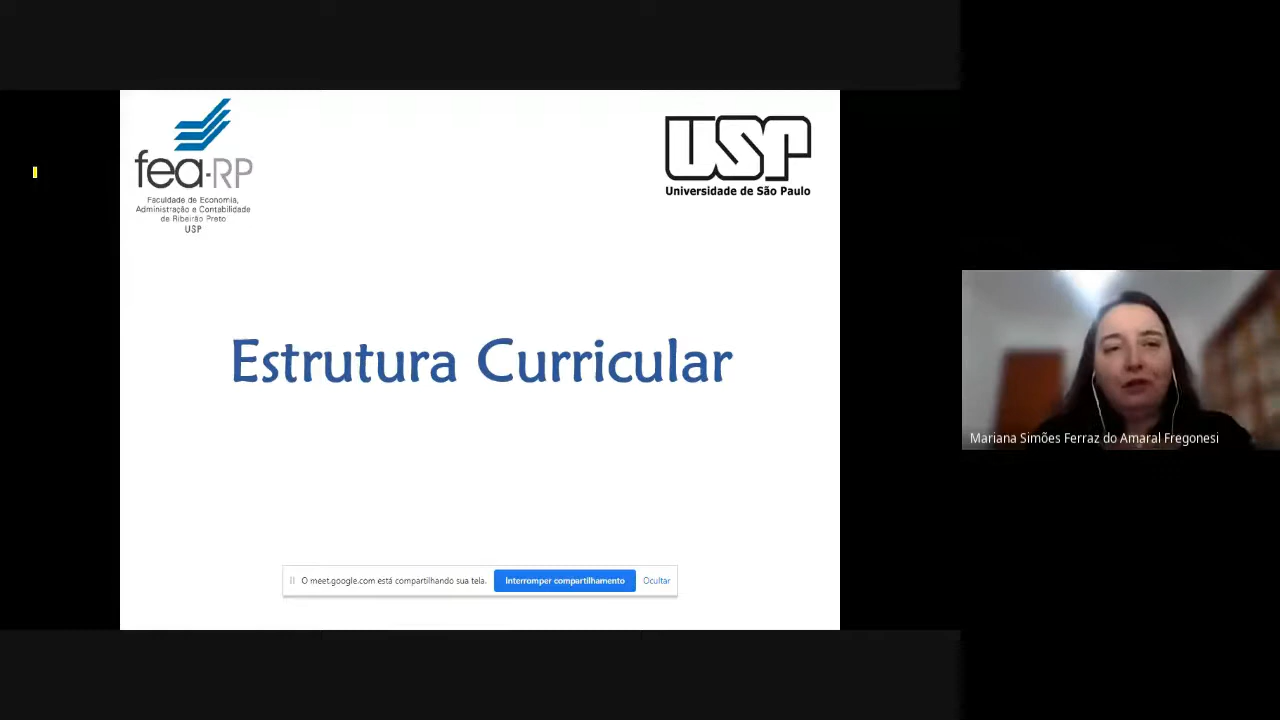 fea-RP
Faculdade de Economia,
Administração e Contabilidade
de Ribeirão Preto
USP
USP
Universidade de São Paulo
Estrutura Curricular
O meet.google.com está compartilhando sua tela.
Interromper compartilhamento
Ocultar
Mariana Simões Ferraz do Amaral Fregonesi